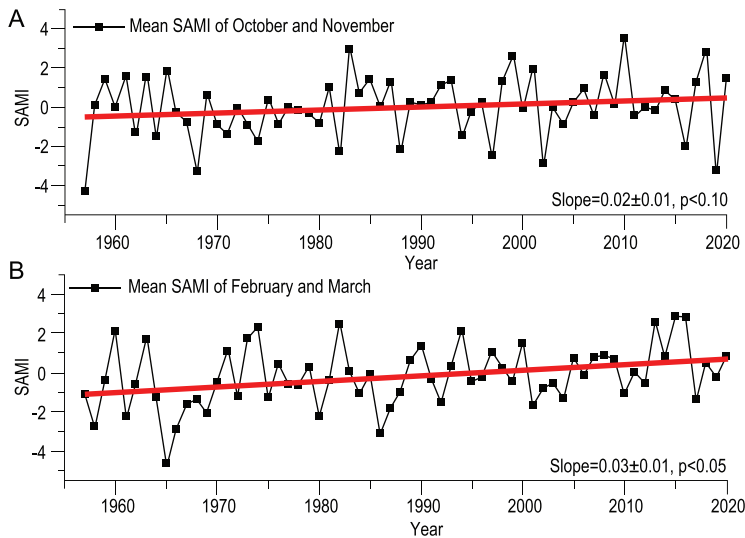 A
Mean SAMI of October and November
4
2
0
-2
-4
SAMI
Slope=0.02±0.01, p<0.10
1960 1970 1980 1990 2000 2010 2020
Year
B
Mean SAMI of February and March
4
2
0
-2
-4
SAMI
Slope=0.03±0.01, p<0.05
1960 1970 1980 1990 2000 2010 2020
Year